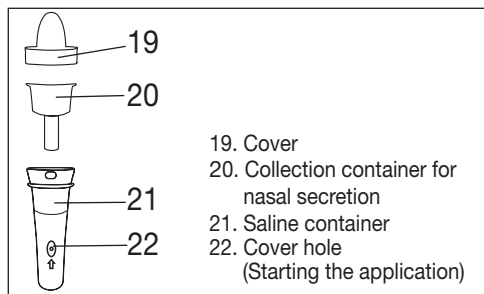 19
20
21
22
19. Cover
20. Collection container for
nasal secretion
21. Saline container
22. Cover hole
(Starting the application)